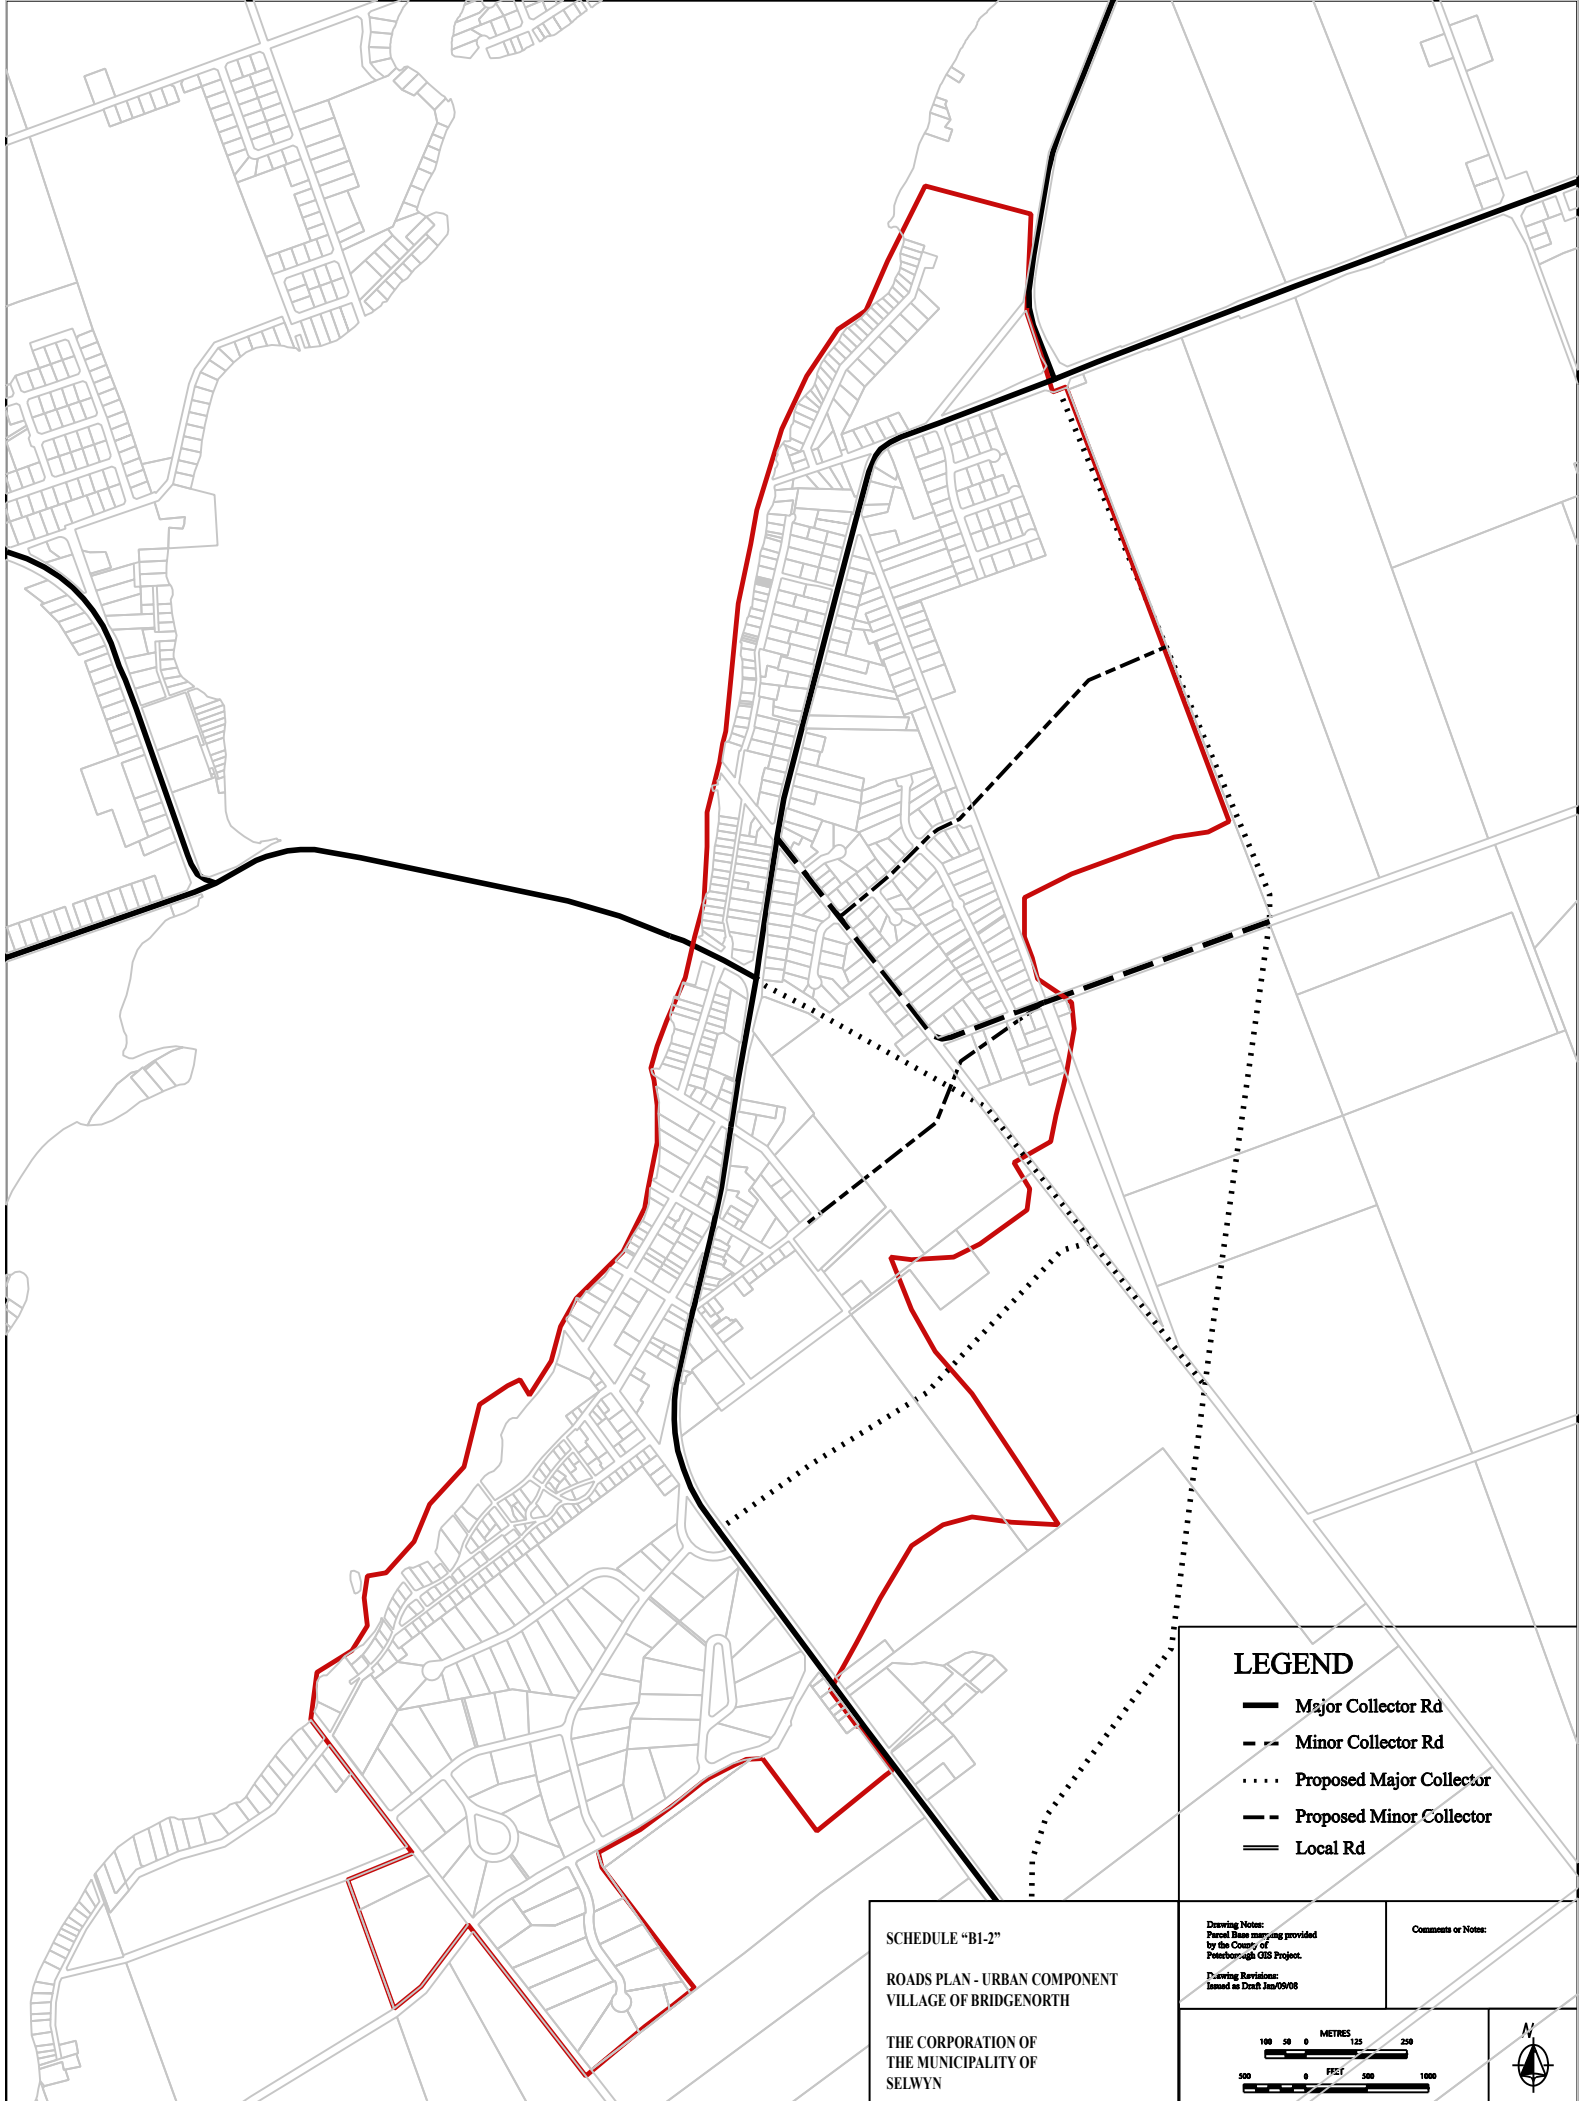 LEGEND
Major Collector Rd
Minor Collector Rd
Proposed Major Collector
Proposed Minor Collector
Local Rd
SCHEDULE “B1-2”
ROADS PLAN - URBAN COMPONENT
VILLAGE OF BRIDGENORTH
THE CORPORATION OF
THE MUNICIPALITY OF
SELWYN
Drawing Notes:
Parcel Base mapping provided
by the County of
Peterborough GIS Project.
Drawing Revisions:
Issued as Draft Jan/09/08
Comments or Notes:
METRES
100 50 0 125 250
FEET
500 0 500 1000
N